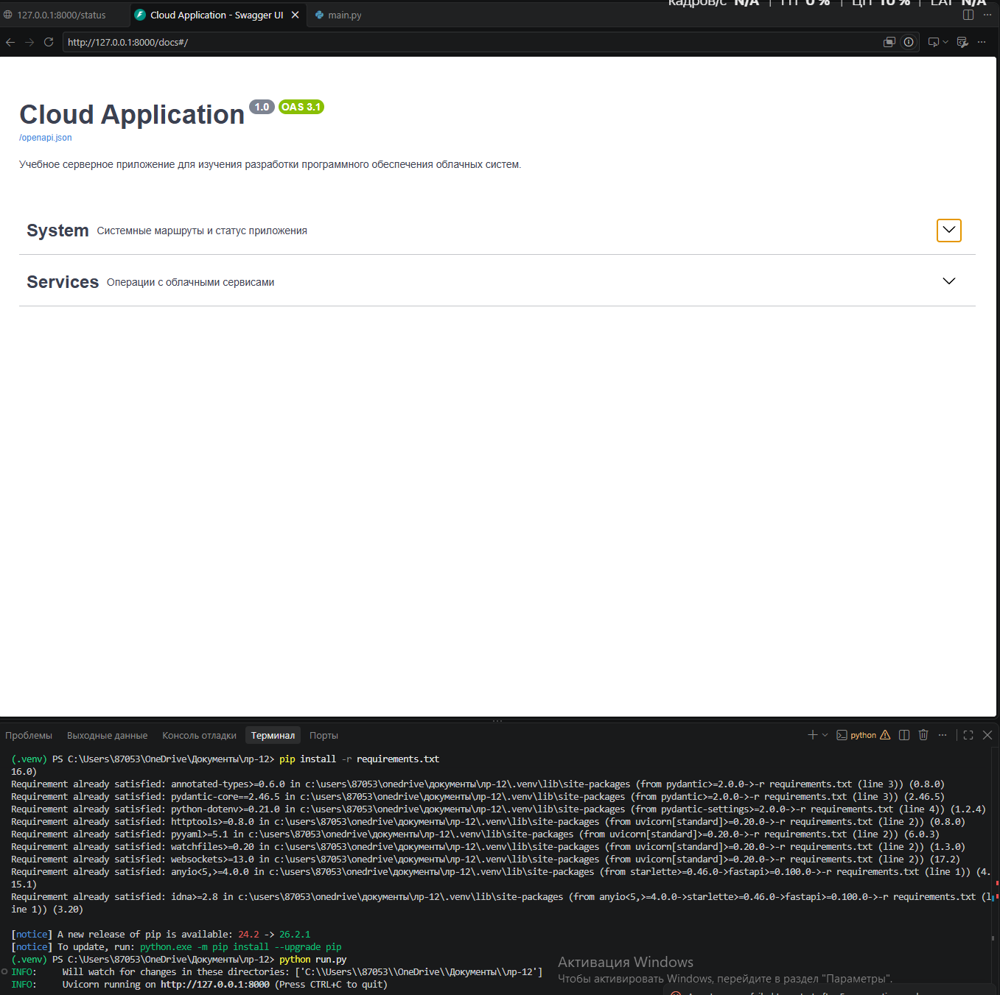 Кадров/с N/A | ГП 0 % | ЦП 10 % | LAT N/A
127.0.0.1:8000/status
Cloud Application - Swagger UI
main.py
http://127.0.0.1:8000/docs#/
Cloud Application 1.0 OAS 3.1
/openapi.json
Учебное серверное приложение для изучения разработки программного обеспечения облачных систем.
System Системные маршруты и статус приложения
Services Операции с облачными сервисами
Проблемы Выходные данные Консоль отладки Терминал Порты
python
(.venv) PS C:\Users\87053\OneDrive\Документы\лр-12> pip install -r requirements.txt
16.0)
Requirement already satisfied: annotated-types>=0.6.0 in c:\users\87053\onedrive\документы\лр-12\.venv\lib\site-packages (from pydantic>=2.0.0->-r requirements.txt (line 3)) (0.8.0)
Requirement already satisfied: pydantic-core==2.46.5 in c:\users\87053\onedrive\документы\лр-12\.venv\lib\site-packages (from pydantic>=2.0.0->-r requirements.txt (line 3)) (2.46.5)
Requirement already satisfied: python-dotenv>=0.21.0 in c:\users\87053\onedrive\документы\лр-12\.venv\lib\site-packages (from pydantic-settings>=2.0.0->-r requirements.txt (line 4)) (1.2.4)
Requirement already satisfied: httptools>=0.8.0 in c:\users\87053\onedrive\документы\лр-12\.venv\lib\site-packages (from uvicorn[standard]>=0.20.0->-r requirements.txt (line 2)) (0.8.0)
Requirement already satisfied: pyyaml>=5.1 in c:\users\87053\onedrive\документы\лр-12\.venv\lib\site-packages (from uvicorn[standard]>=0.20.0->-r requirements.txt (line 2)) (6.0.3)
Requirement already satisfied: watchfiles>=0.20 in c:\users\87053\onedrive\документы\лр-12\.venv\lib\site-packages (from uvicorn[standard]>=0.20.0->-r requirements.txt (line 2)) (1.3.0)
Requirement already satisfied: websockets>=13.0 in c:\users\87053\onedrive\документы\лр-12\.venv\lib\site-packages (from uvicorn[standard]>=0.20.0->-r requirements.txt (line 2)) (17.2)
Requirement already satisfied: anyio<5,>=4.0.0 in c:\users\87053\onedrive\документы\лр-12\.venv\lib\site-packages (from starlette>=0.46.0->fastapi>=0.100.0->-r requirements.txt (line 1)) (4.
15.1)
Requirement already satisfied: idna>=2.8 in c:\users\87053\onedrive\документы\лр-12\.venv\lib\site-packages (from anyio<5,>=4.0.0->starlette>=0.46.0->fastapi>=0.100.0->-r requirements.txt (l
ine 1)) (3.20)
[notice] A new release of pip is available: 24.2 -> 26.2.1
[notice] To update, run: python.exe -m pip install --upgrade pip
(.venv) PS C:\Users\87053\OneDrive\Документы\лр-12> python run.py
INFO: Will watch for changes in these directories: ['C:\\Users\\87053\\OneDrive\\Документы\\лр-12']
INFO: Uvicorn running on http://127.0.0.1:8000 (Press CTRL+C to quit)
Активация Windows
Чтобы активировать Windows, перейдите в раздел "Параметры".